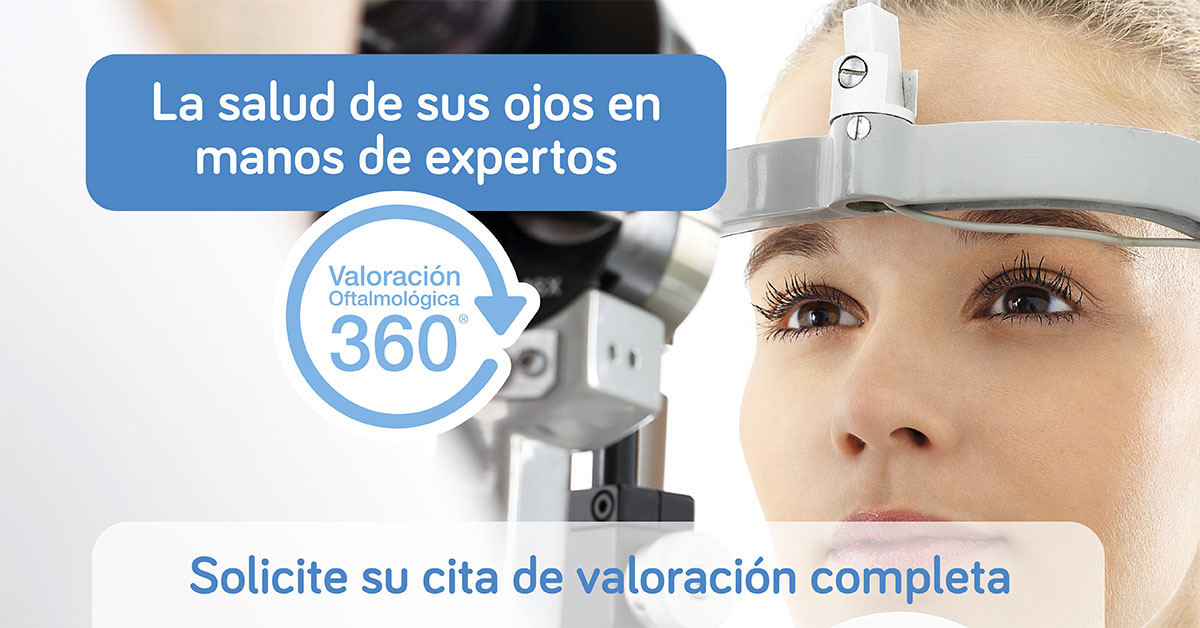 La salud de sus ojos en
manos de expertos
Valoración
Oftalmológica
360®
Solicite su cita de valoración completa